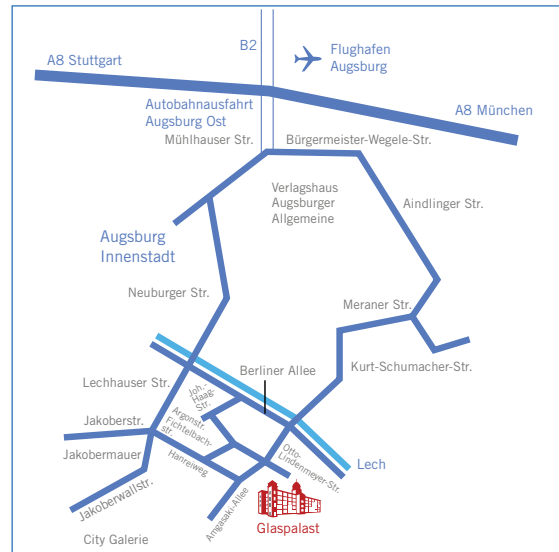 B2
Flughafen
Augsburg
A8 Stuttgart
Autobahnausfahrt
Augsburg Ost
A8 München
Mühlhauser Str.
Bürgermeister-Wegele-Str.
Verlagshaus
Augsburger
Allgemeine
Aindlinger Str.
Augsburg
Innenstadt
Neuburger Str.
Meraner Str.
Berliner Allee
Kurt-Schumacher-Str.
Lechhauser Str.
Joh.-
Haag-
Str.
Jakoberstr.
Argonstr.
Fichtelbach-
str.
Jakobermauer
Hanreiweg
Otto-
Lindenmeyer-Str.
Lech
Jakoberwallstr.
Amgasaki-Allee
Glaspalast
City Galerie